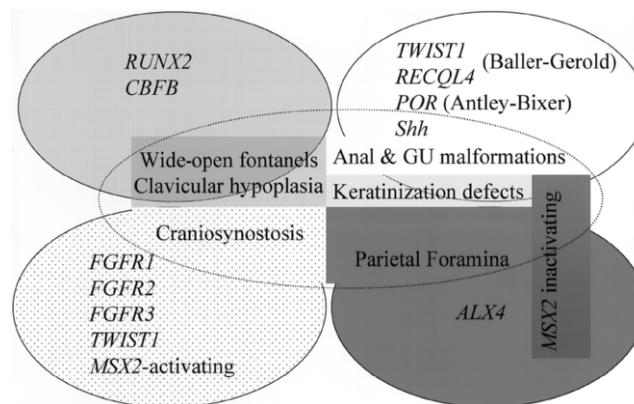 RUNX2
CBFB
TWIST1 (Baller-Gerold)
RECQL4
POR (Antley-Bixer)
Shh
Wide-open fontanels
Clavicular hypoplasia
Anal & GU malformations
Keratinization defects
Craniosynostosis
FGFR1
FGFR2
FGFR3
TWIST1
MSX2-activating
Parietal Foramina
ALX4
MSX2 inactivating